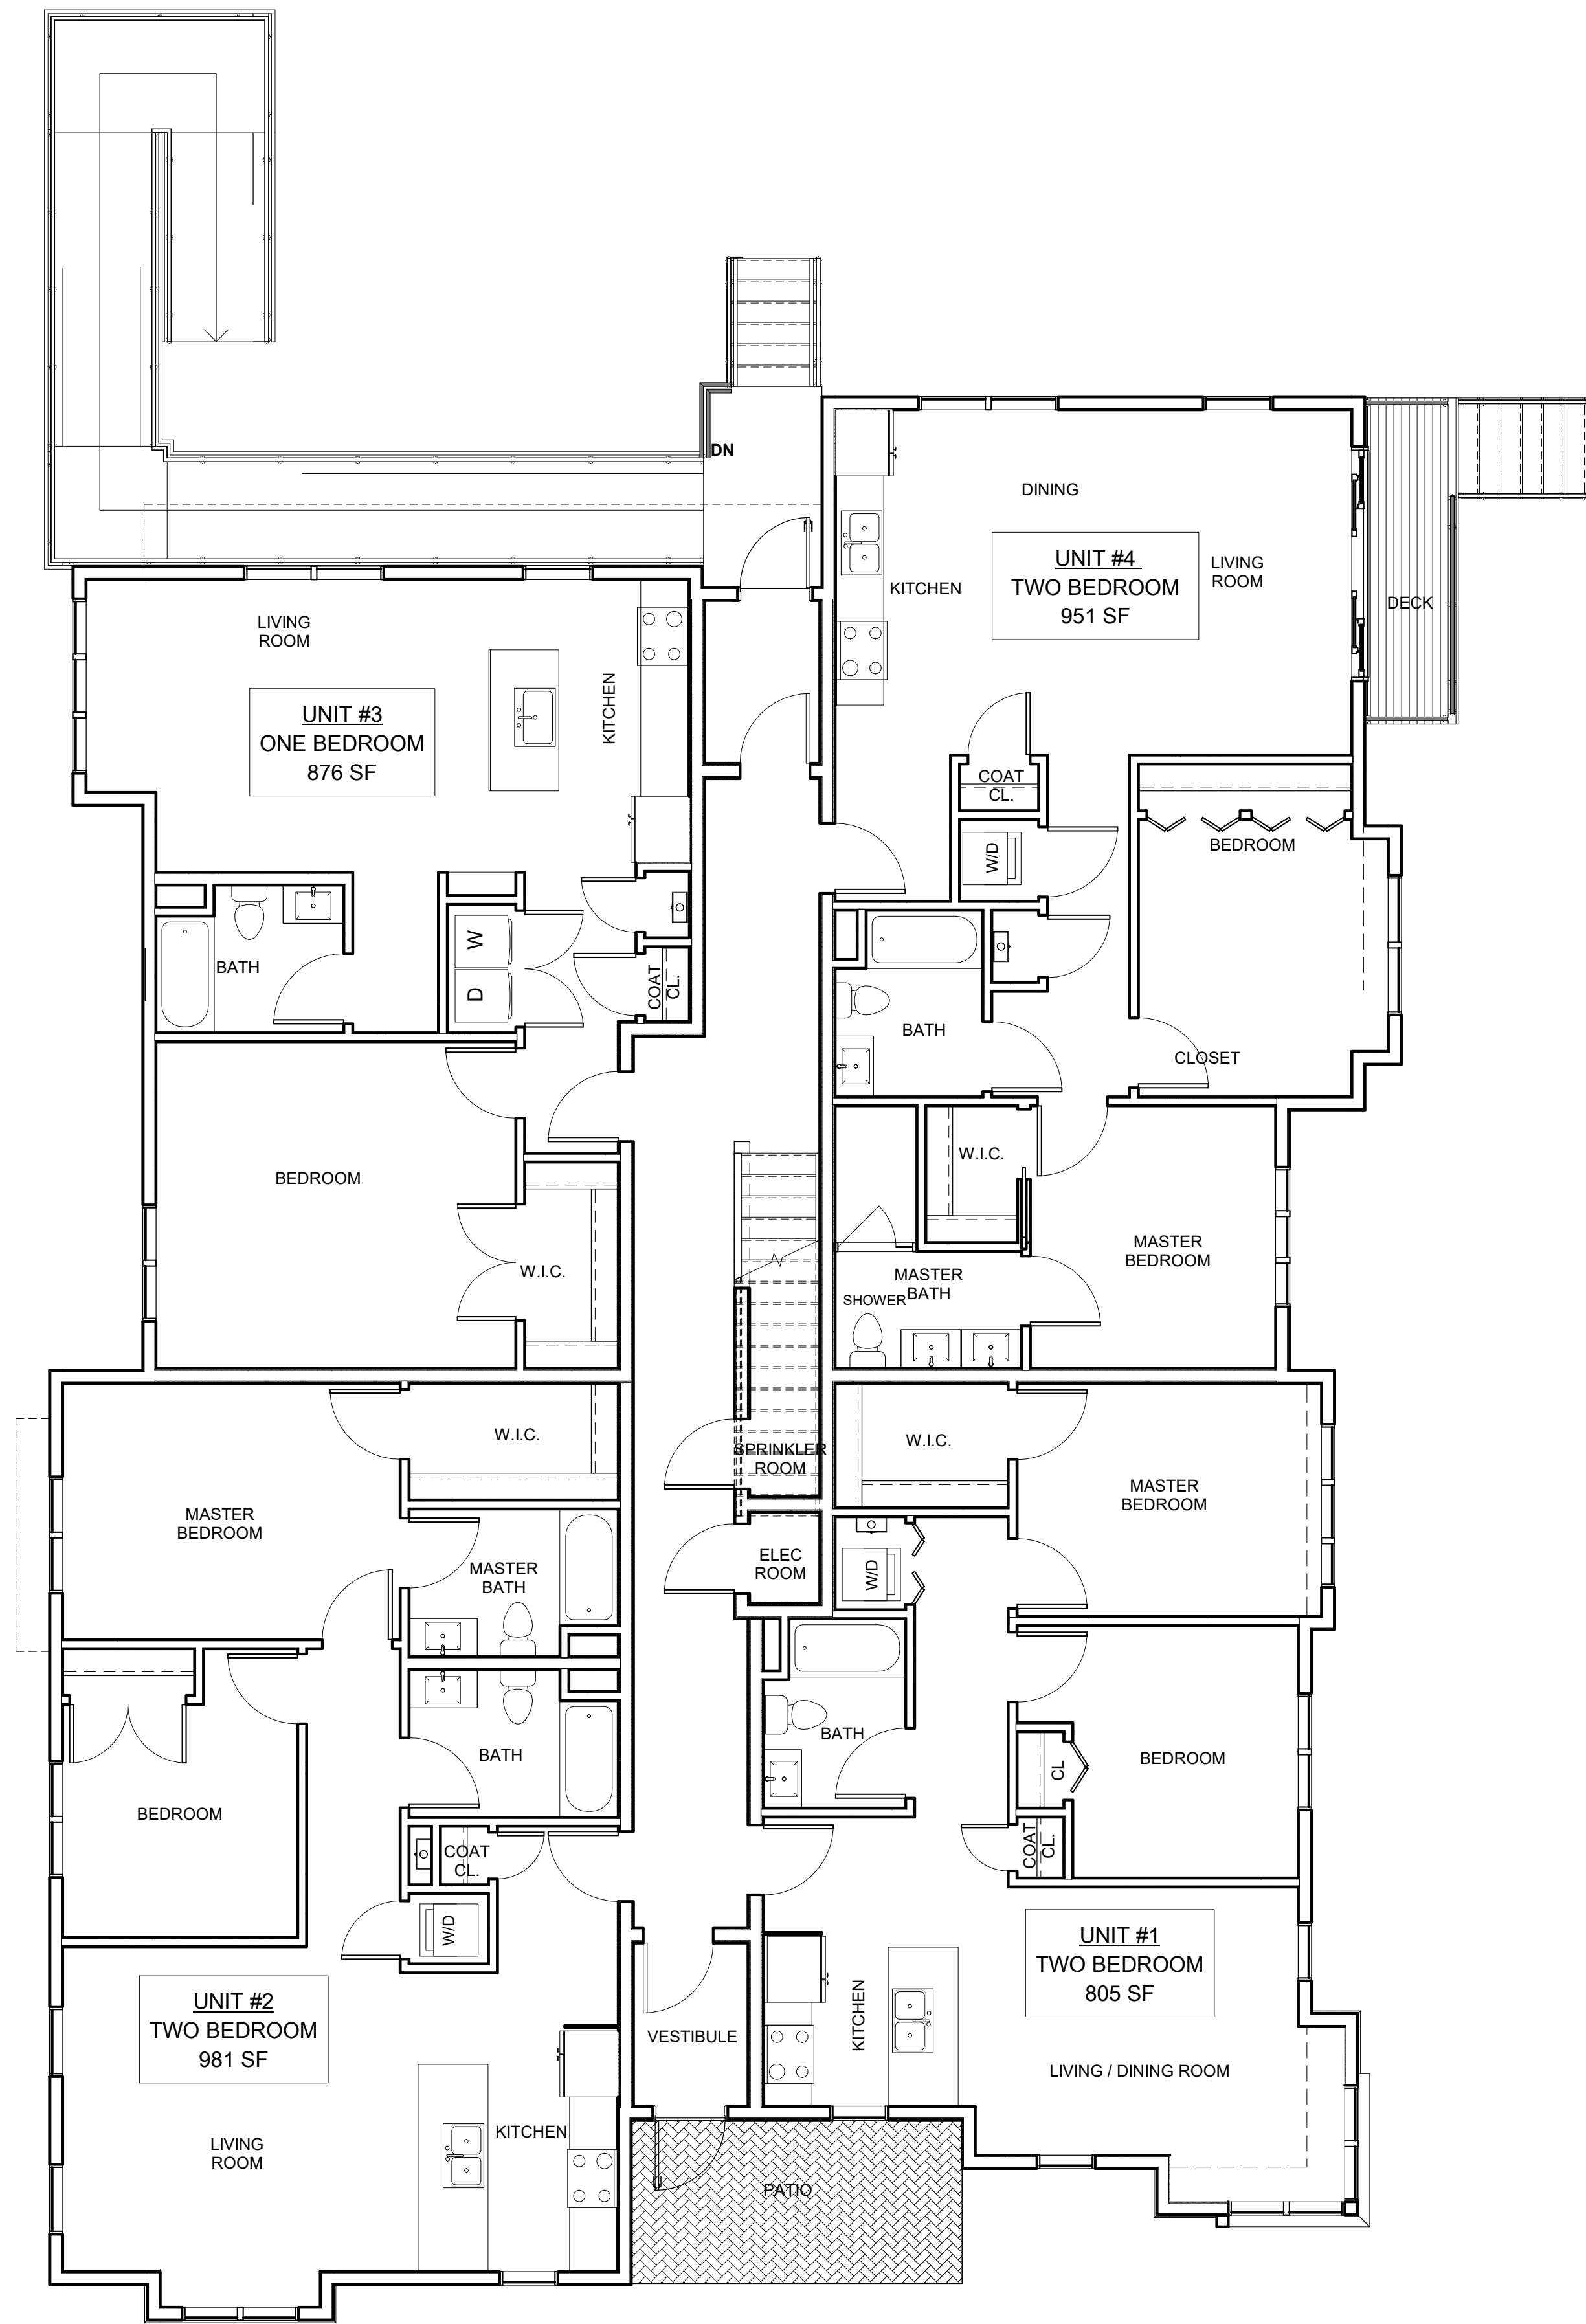 DN
DINING
UNIT #4
TWO BEDROOM
951 SF
LIVING
ROOM
KITCHEN
DECK
LIVING
ROOM
KITCHEN
UNIT #3
ONE BEDROOM
876 SF
COAT
CL.
W/D
BEDROOM
W
D
BATH
COAT
CL.
BATH
CLOSET
BEDROOM
W.I.C.
W.I.C.
MASTER
BEDROOM
MASTER
BATH
SHOWER
W.I.C.
W.I.C.
SPRINKLER
ROOM
MASTER
BEDROOM
MASTER
BEDROOM
MASTER
BATH
ELEC
ROOM
W/D
BATH
BATH
BEDROOM
CL
BEDROOM
COAT
CL.
COAT
CL.
W/D
UNIT #1
TWO BEDROOM
805 SF
UNIT #2
TWO BEDROOM
981 SF
VESTIBULE
KITCHEN
LIVING / DINING ROOM
KITCHEN
LIVING
ROOM
PATIO